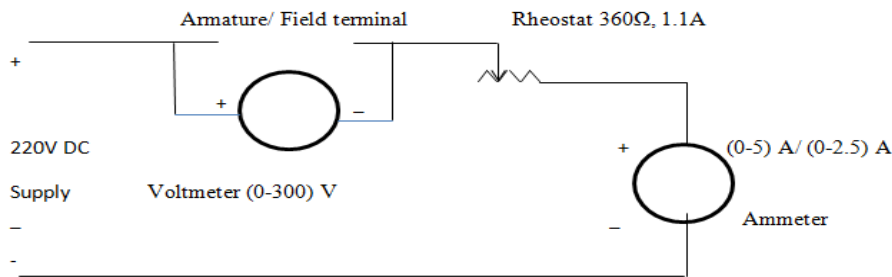 Armature/ Field terminal
Rheostat 360Ω, 1.1A
+
+
–
220V DC
+
(0-5) A/ (0-2.5) A
Supply
Voltmeter (0-300) V
–
–
Ammeter
-